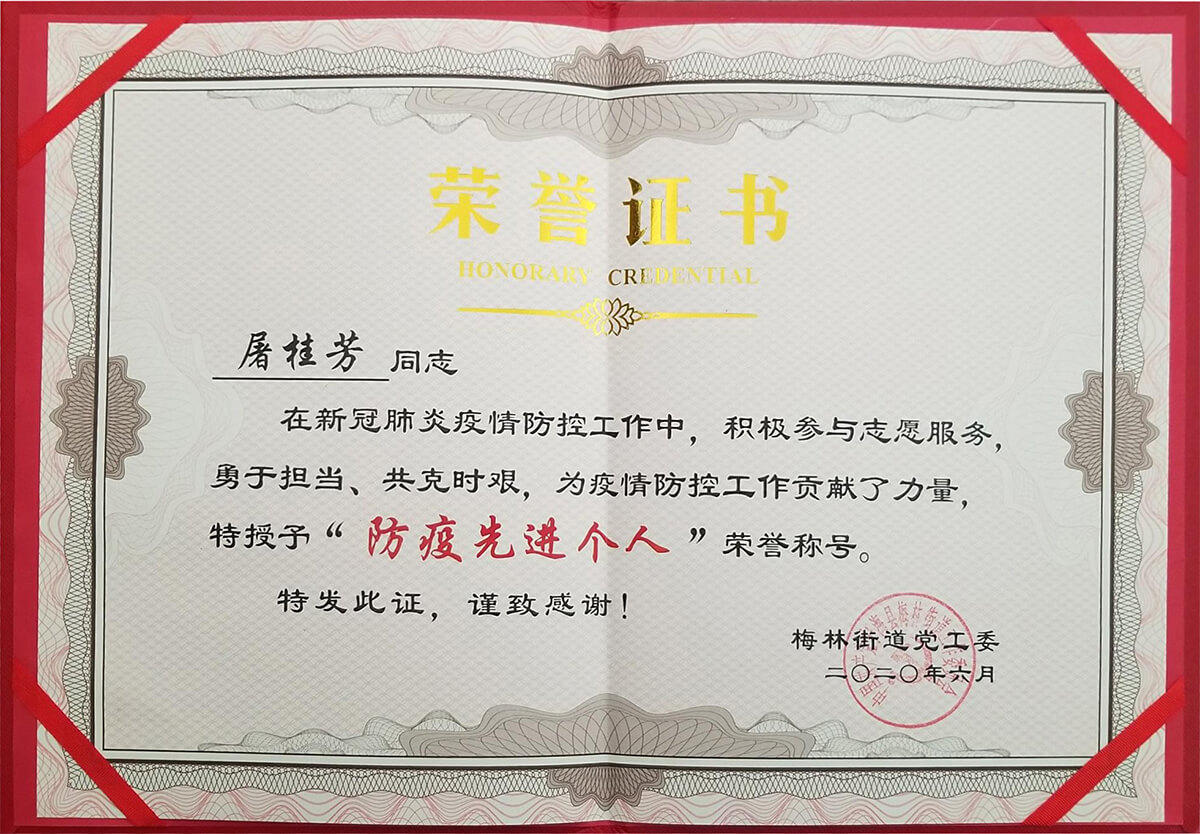 荣誉证书
HONORARY CREDENTIAL
屠桂芳 同志
在新冠肺炎疫情防控工作中，积极参与志愿服务，
勇于担当、共克时艰，为疫情防控工作贡献了力量，
特授予“防疫先进个人”荣誉称号。
特发此证，谨致感谢！
梅林街道党工委
二〇二〇年六月